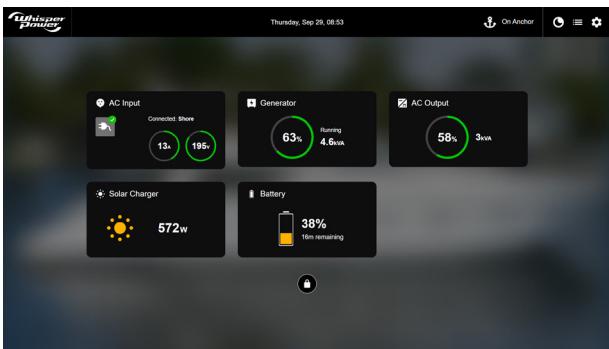 Whisper
Power
Thursday, Sep 29, 08:53
On Anchor
AC Input
Connected: Shore
13A
195V
Generator
63%
Running
4.6kVA
AC Output
58%
3kVA
Solar Charger
572W
Battery
38%
16m remaining